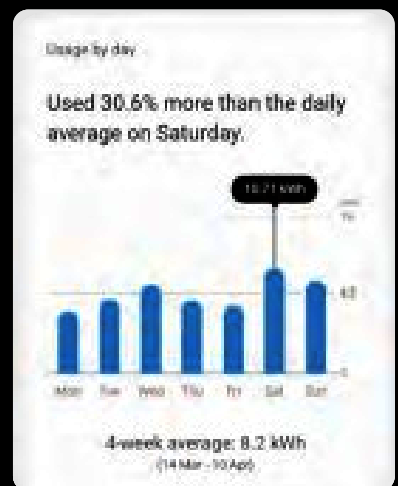 Usage by day
Used 30.6% more than the daily
average on Saturday.
10.71 kWh
8.2
0
Mon Tue Wed Thu Fri Sat Sun
4-week average: 8.2 kWh
(14 Mar - 10 Apr)